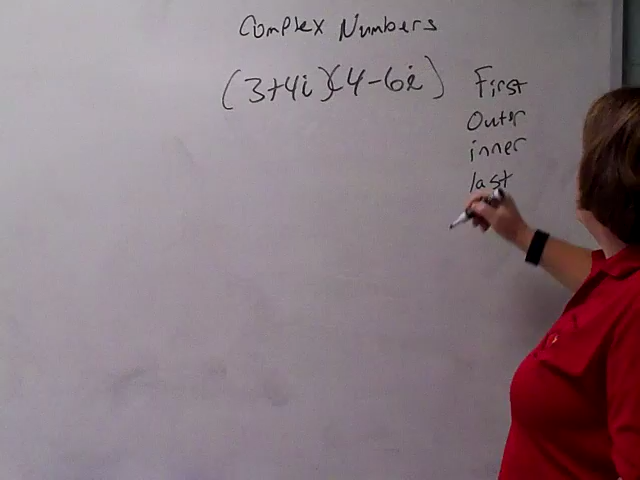 Complex Numbers
(3+4i)(4-6i)
First
Outer
inner
last